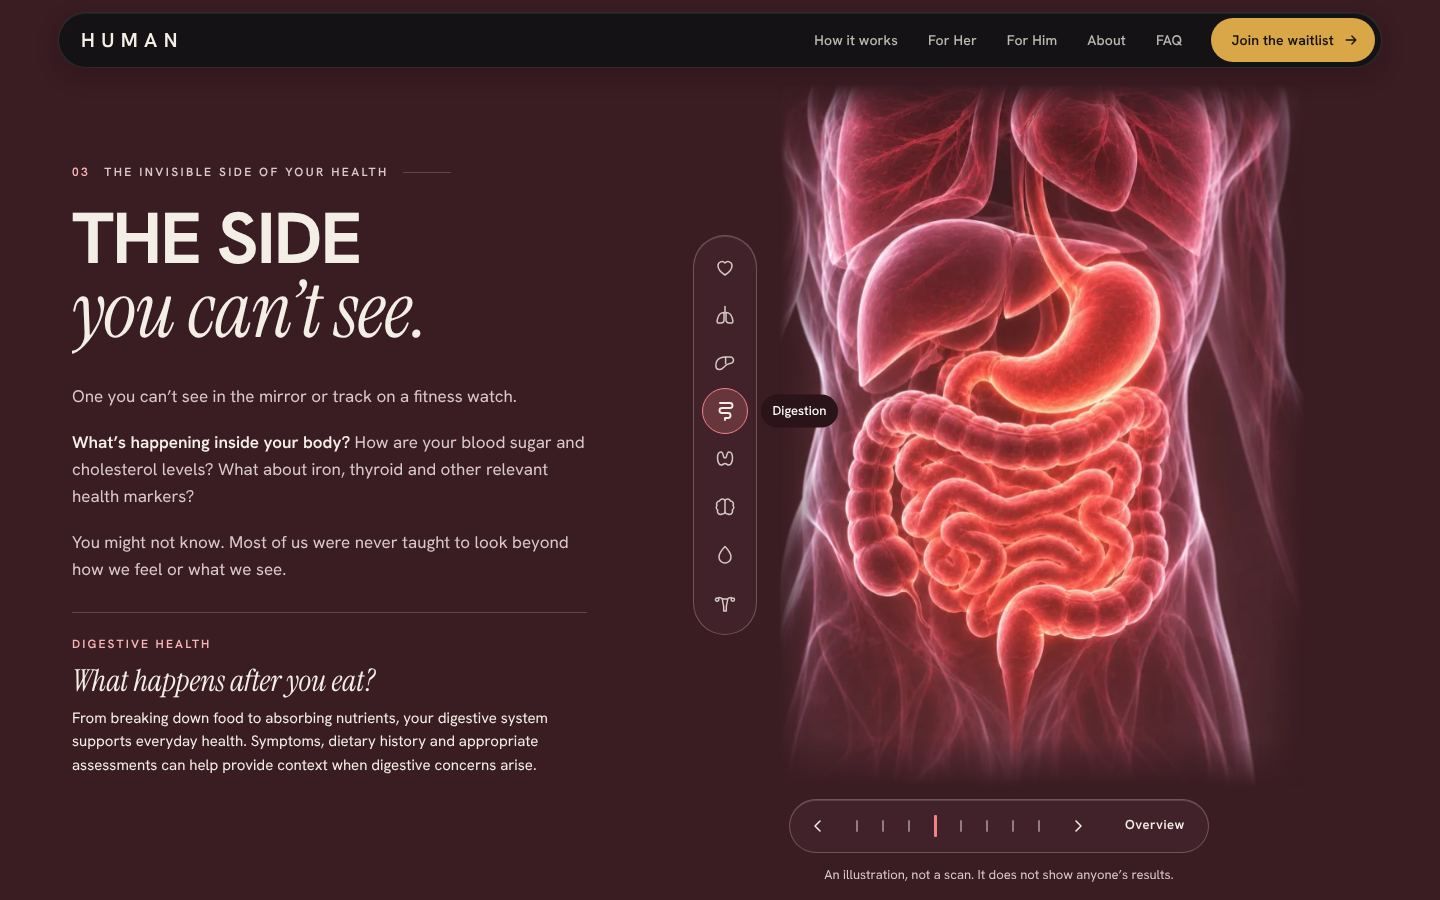 HUMAN
How it works
For Her
For Him
About
FAQ
Join the waitlist
03 THE INVISIBLE SIDE OF YOUR HEALTH
THE SIDE
you can’t see.
One you can’t see in the mirror or track on a fitness watch.
What’s happening inside your body? How are your blood sugar and
cholesterol levels? What about iron, thyroid and other relevant
health markers?
You might not know. Most of us were never taught to look beyond
how we feel or what we see.
DIGESTIVE HEALTH
What happens after you eat?
From breaking down food to absorbing nutrients, your digestive system
supports everyday health. Symptoms, dietary history and appropriate
assessments can help provide context when digestive concerns arise.
Digestion
Overview
An illustration, not a scan. It does not show anyone’s results.